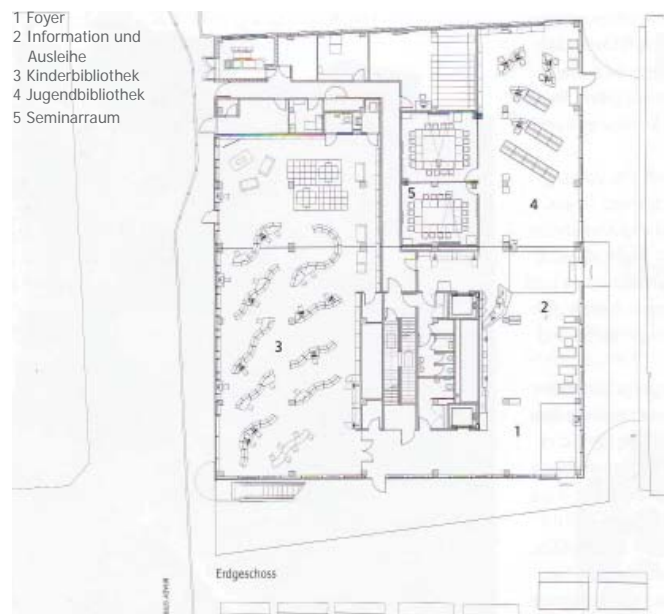 1 Foyer
2 Information und
Ausleihe
3 Kinderbibliothek
4 Jugendbibliothek
5 Seminarraum
5
4
2
3
1
Erdgeschoss